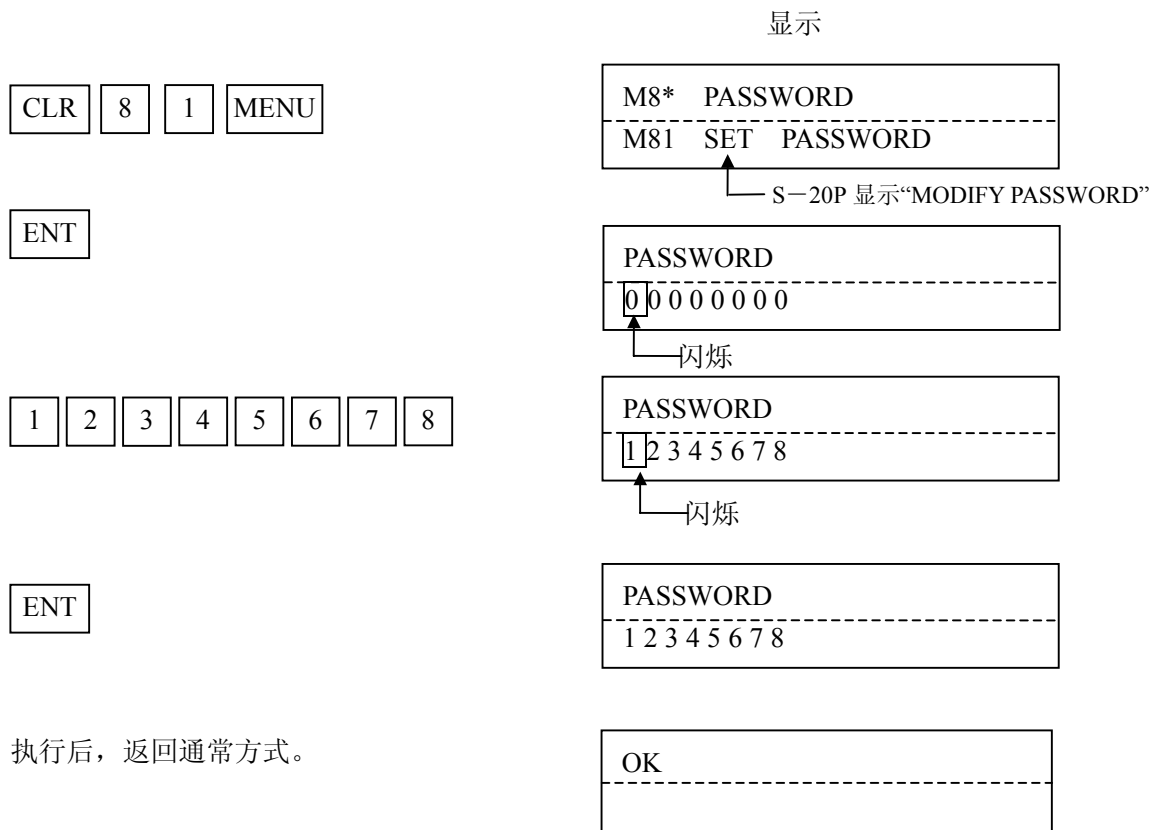 显示
CLR 8 1 MENU
M8* PASSWORD
M81 SET PASSWORD
S－20P 显示“MODIFY PASSWORD”
ENT
PASSWORD
0 0 0 0 0 0 0 0
闪烁
1 2 3 4 5 6 7 8
PASSWORD
1 2 3 4 5 6 7 8
闪烁
ENT
PASSWORD
1 2 3 4 5 6 7 8
执行后，返回通常方式。
OK